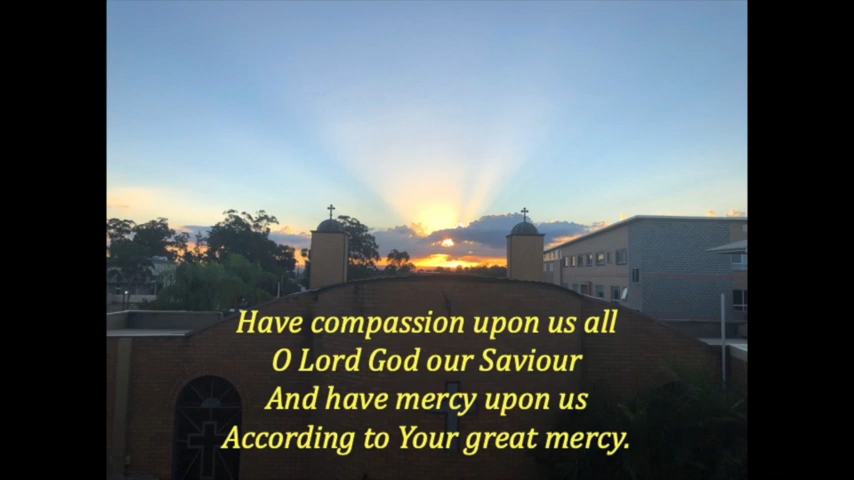 Have compassion upon us all
O Lord God our Saviour
And have mercy upon us
According to Your great mercy.